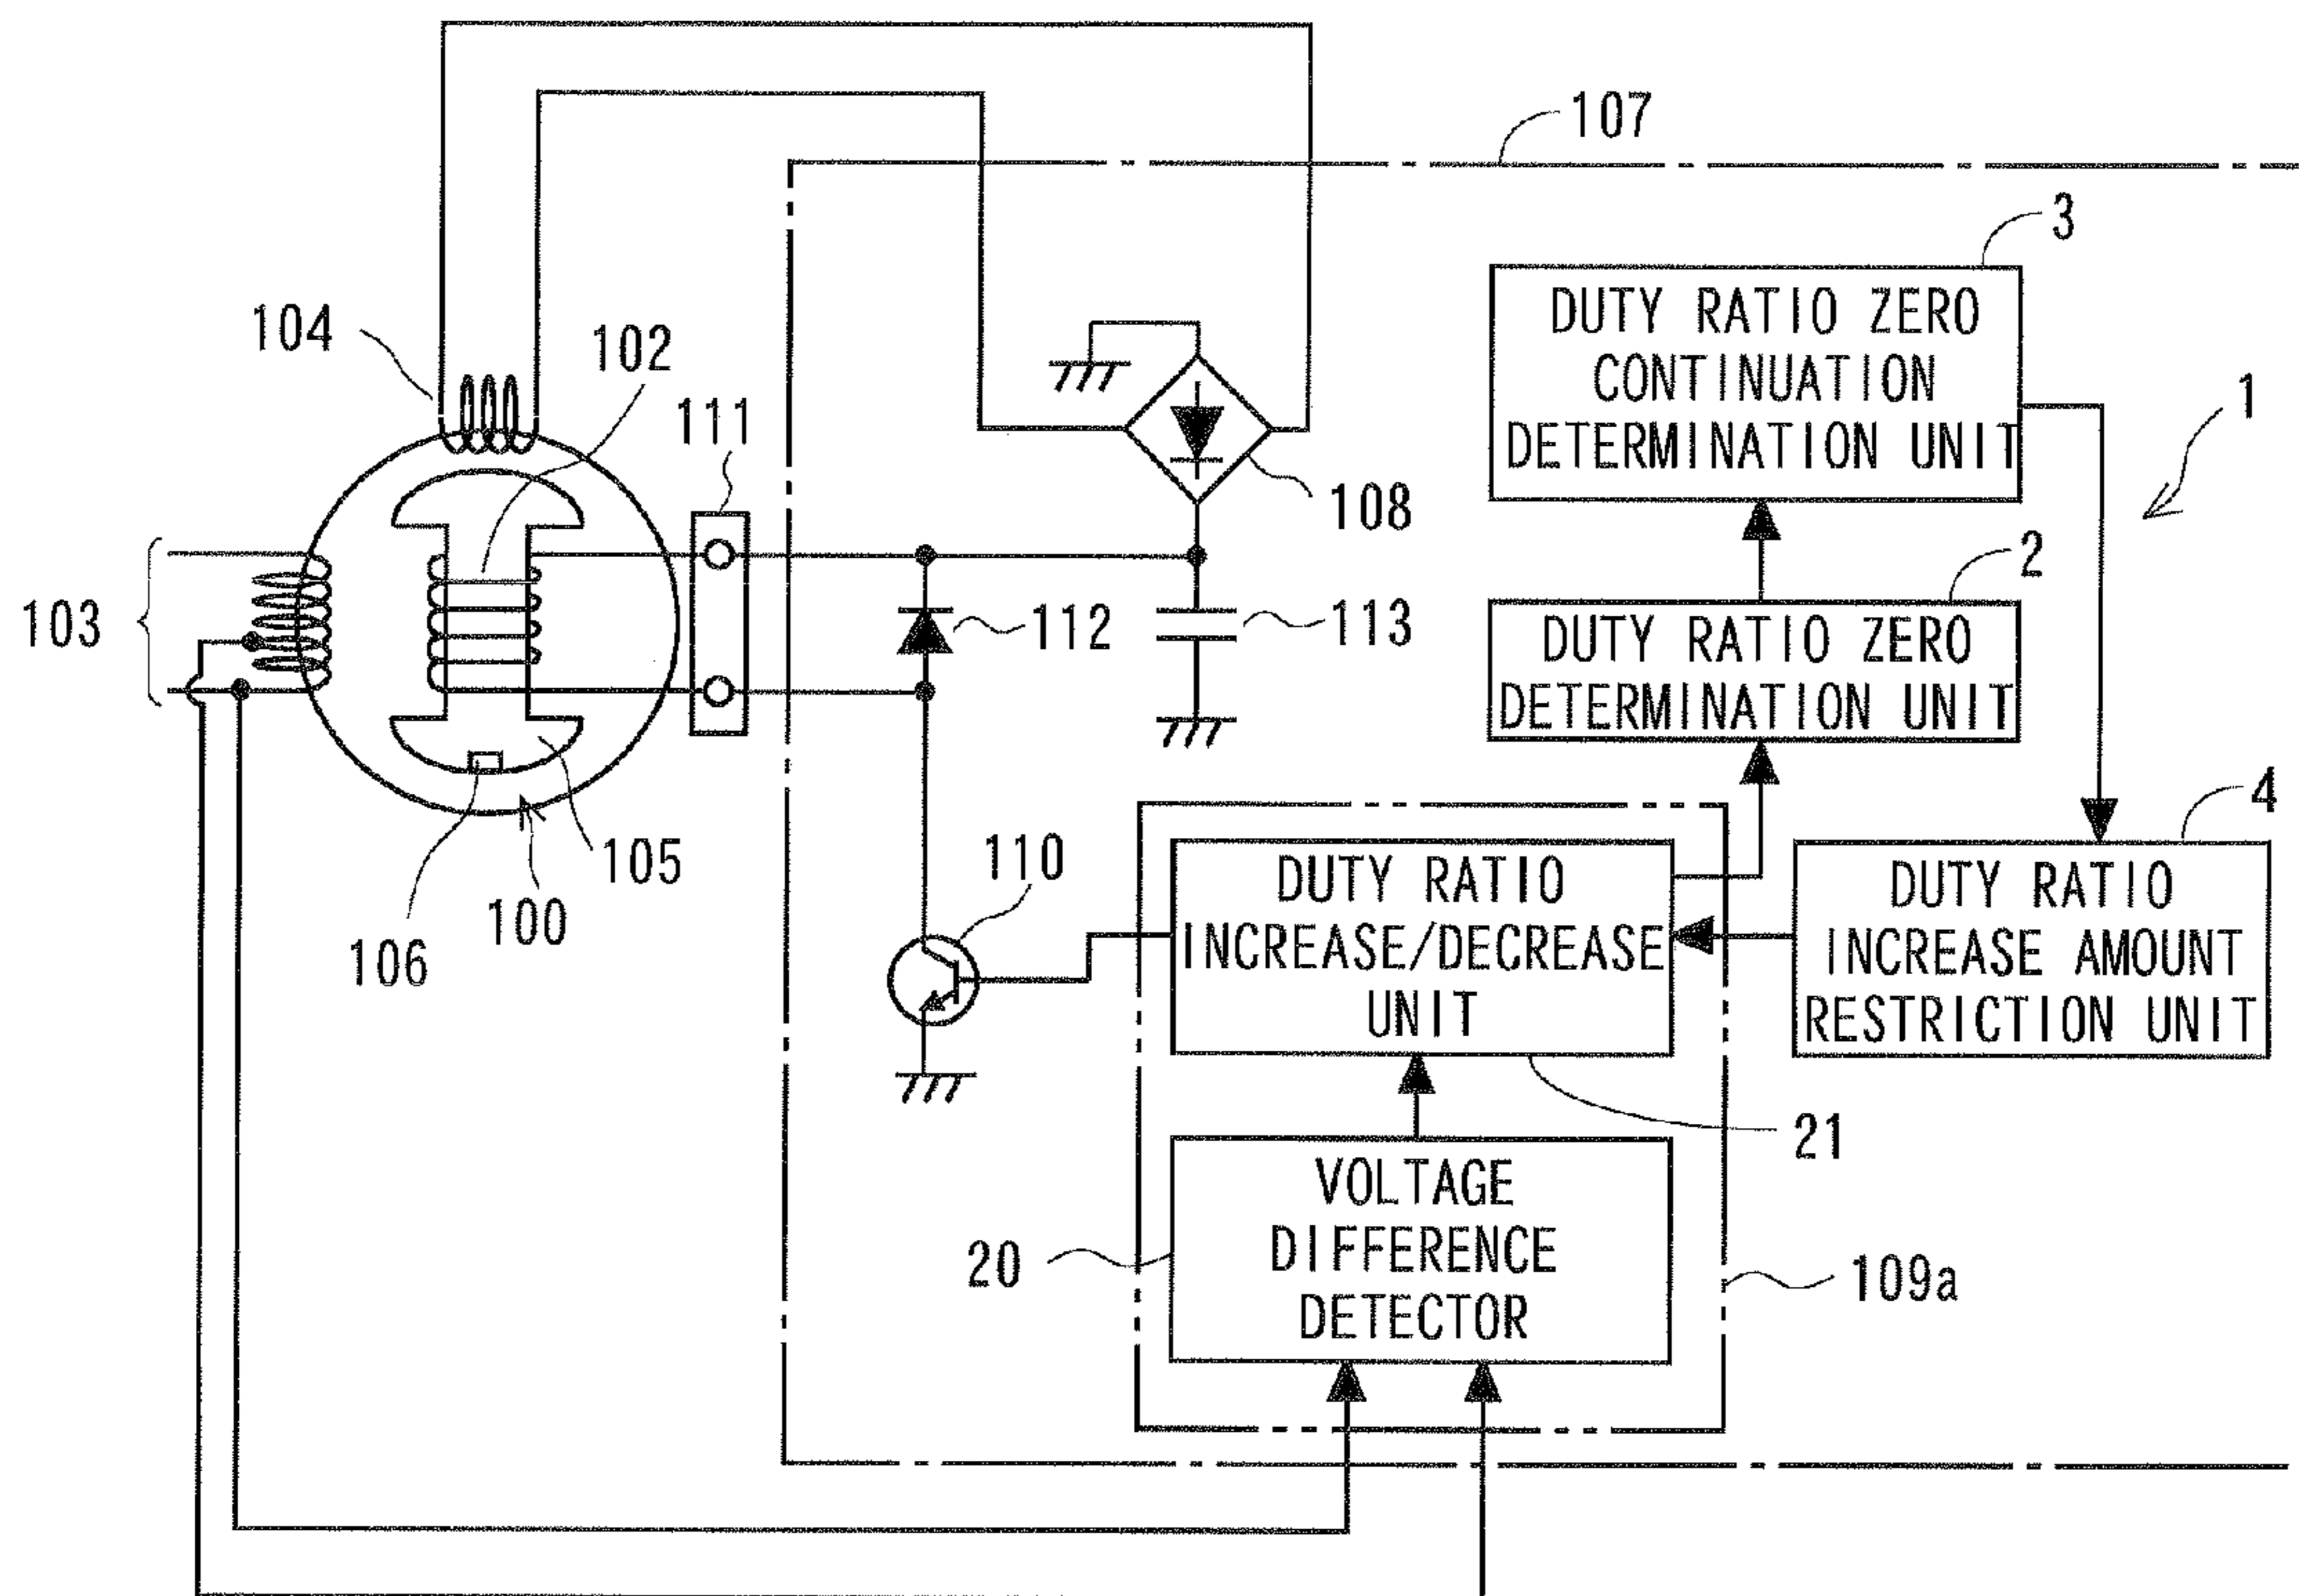 107
3
DUTY RATIO ZERO
CONTINUATION
DETERMINATION UNIT
1
104
102
111
108
2
DUTY RATIO ZERO
DETERMINATION UNIT
103
112
113
4
DUTY RATIO
INCREASE AMOUNT
RESTRICTION UNIT
105
100
106
110
DUTY RATIO
INCREASE/DECREASE
UNIT
21
VOLTAGE
DIFFERENCE
DETECTOR
20
109a